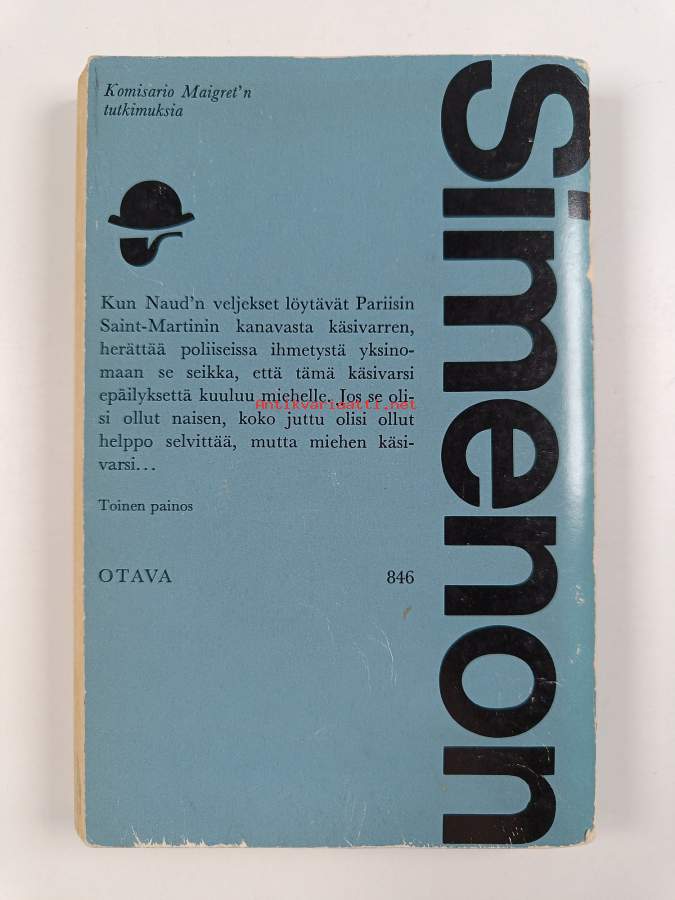 Komisario Maigret'n
tutkimuksia
Simenon
Kun Naud'n veljekset löytävät Pariisin
Saint-Martinin kanavasta käsivarren,
herättää poliiseissa ihmetystä yksino-
maan se seikka, että tämä käsivarsi
epäilyksettä kuuluu miehelle. Jos se oli-
Antikvariaatti.net
si ollut naisen, koko juttu olisi ollut
helppo selvittää, mutta miehen käsi-
varsi...
Toinen painos
OTAVA 846